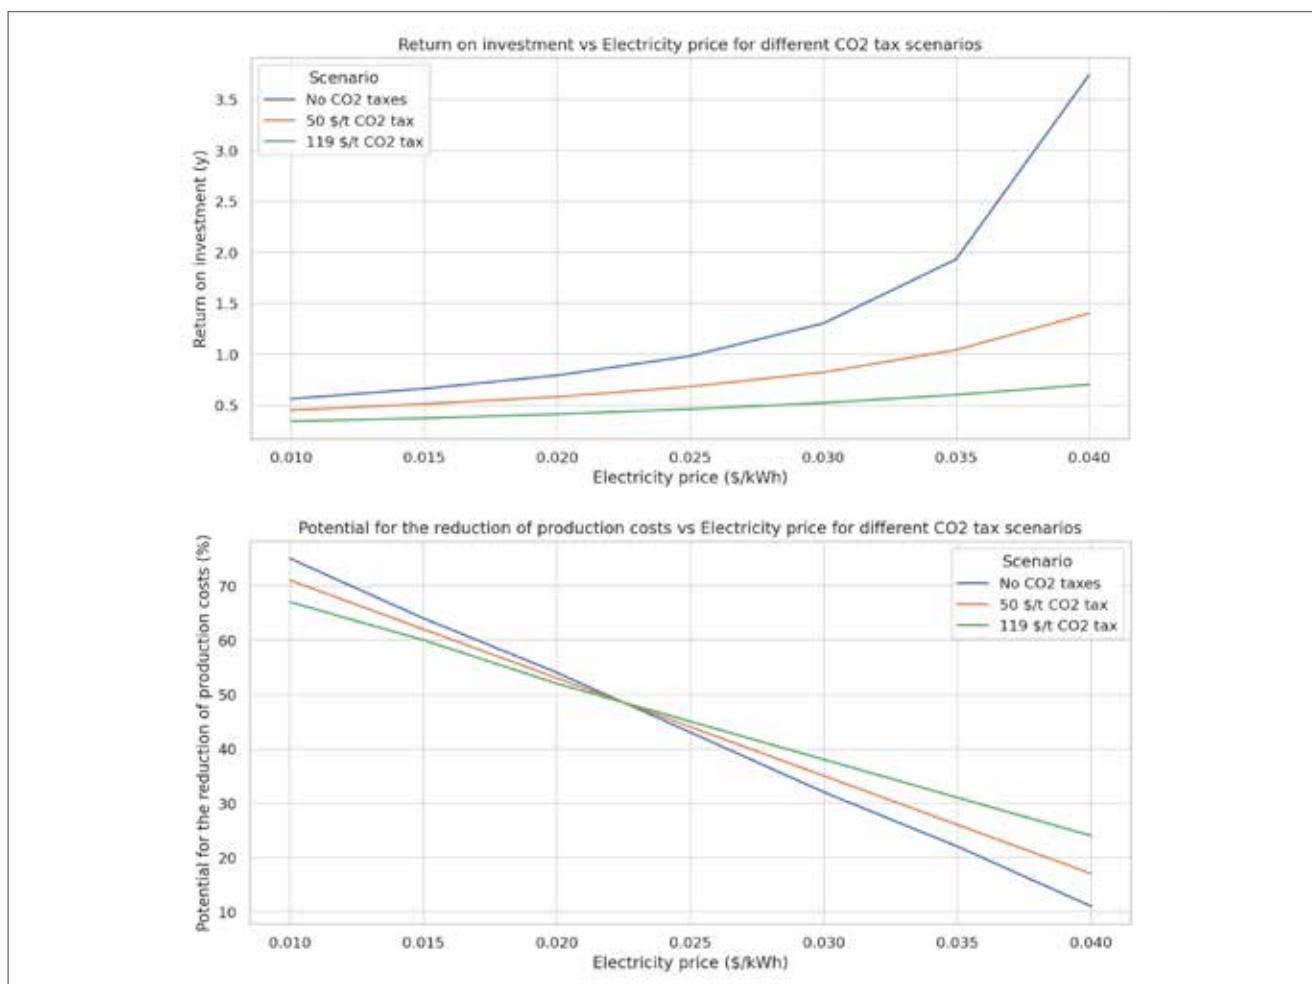 Return on investment vs Electricity price for different CO2 tax scenarios
Scenario
No CO2 taxes
50 $/t CO2 tax
119 $/t CO2 tax
Return on investment (y)
3.5
3.0
2.5
2.0
1.5
1.0
0.5
0.010 0.015 0.020 0.025 0.030 0.035 0.040
Electricity price ($/kWh)
Potential for the reduction of production costs vs Electricity price for different CO2 tax scenarios
Scenario
No CO2 taxes
50 $/t CO2 tax
119 $/t CO2 tax
Potential for the reduction of production costs (%)
70
60
50
40
30
20
10
0.010 0.015 0.020 0.025 0.030 0.035 0.040
Electricity price ($/kWh)